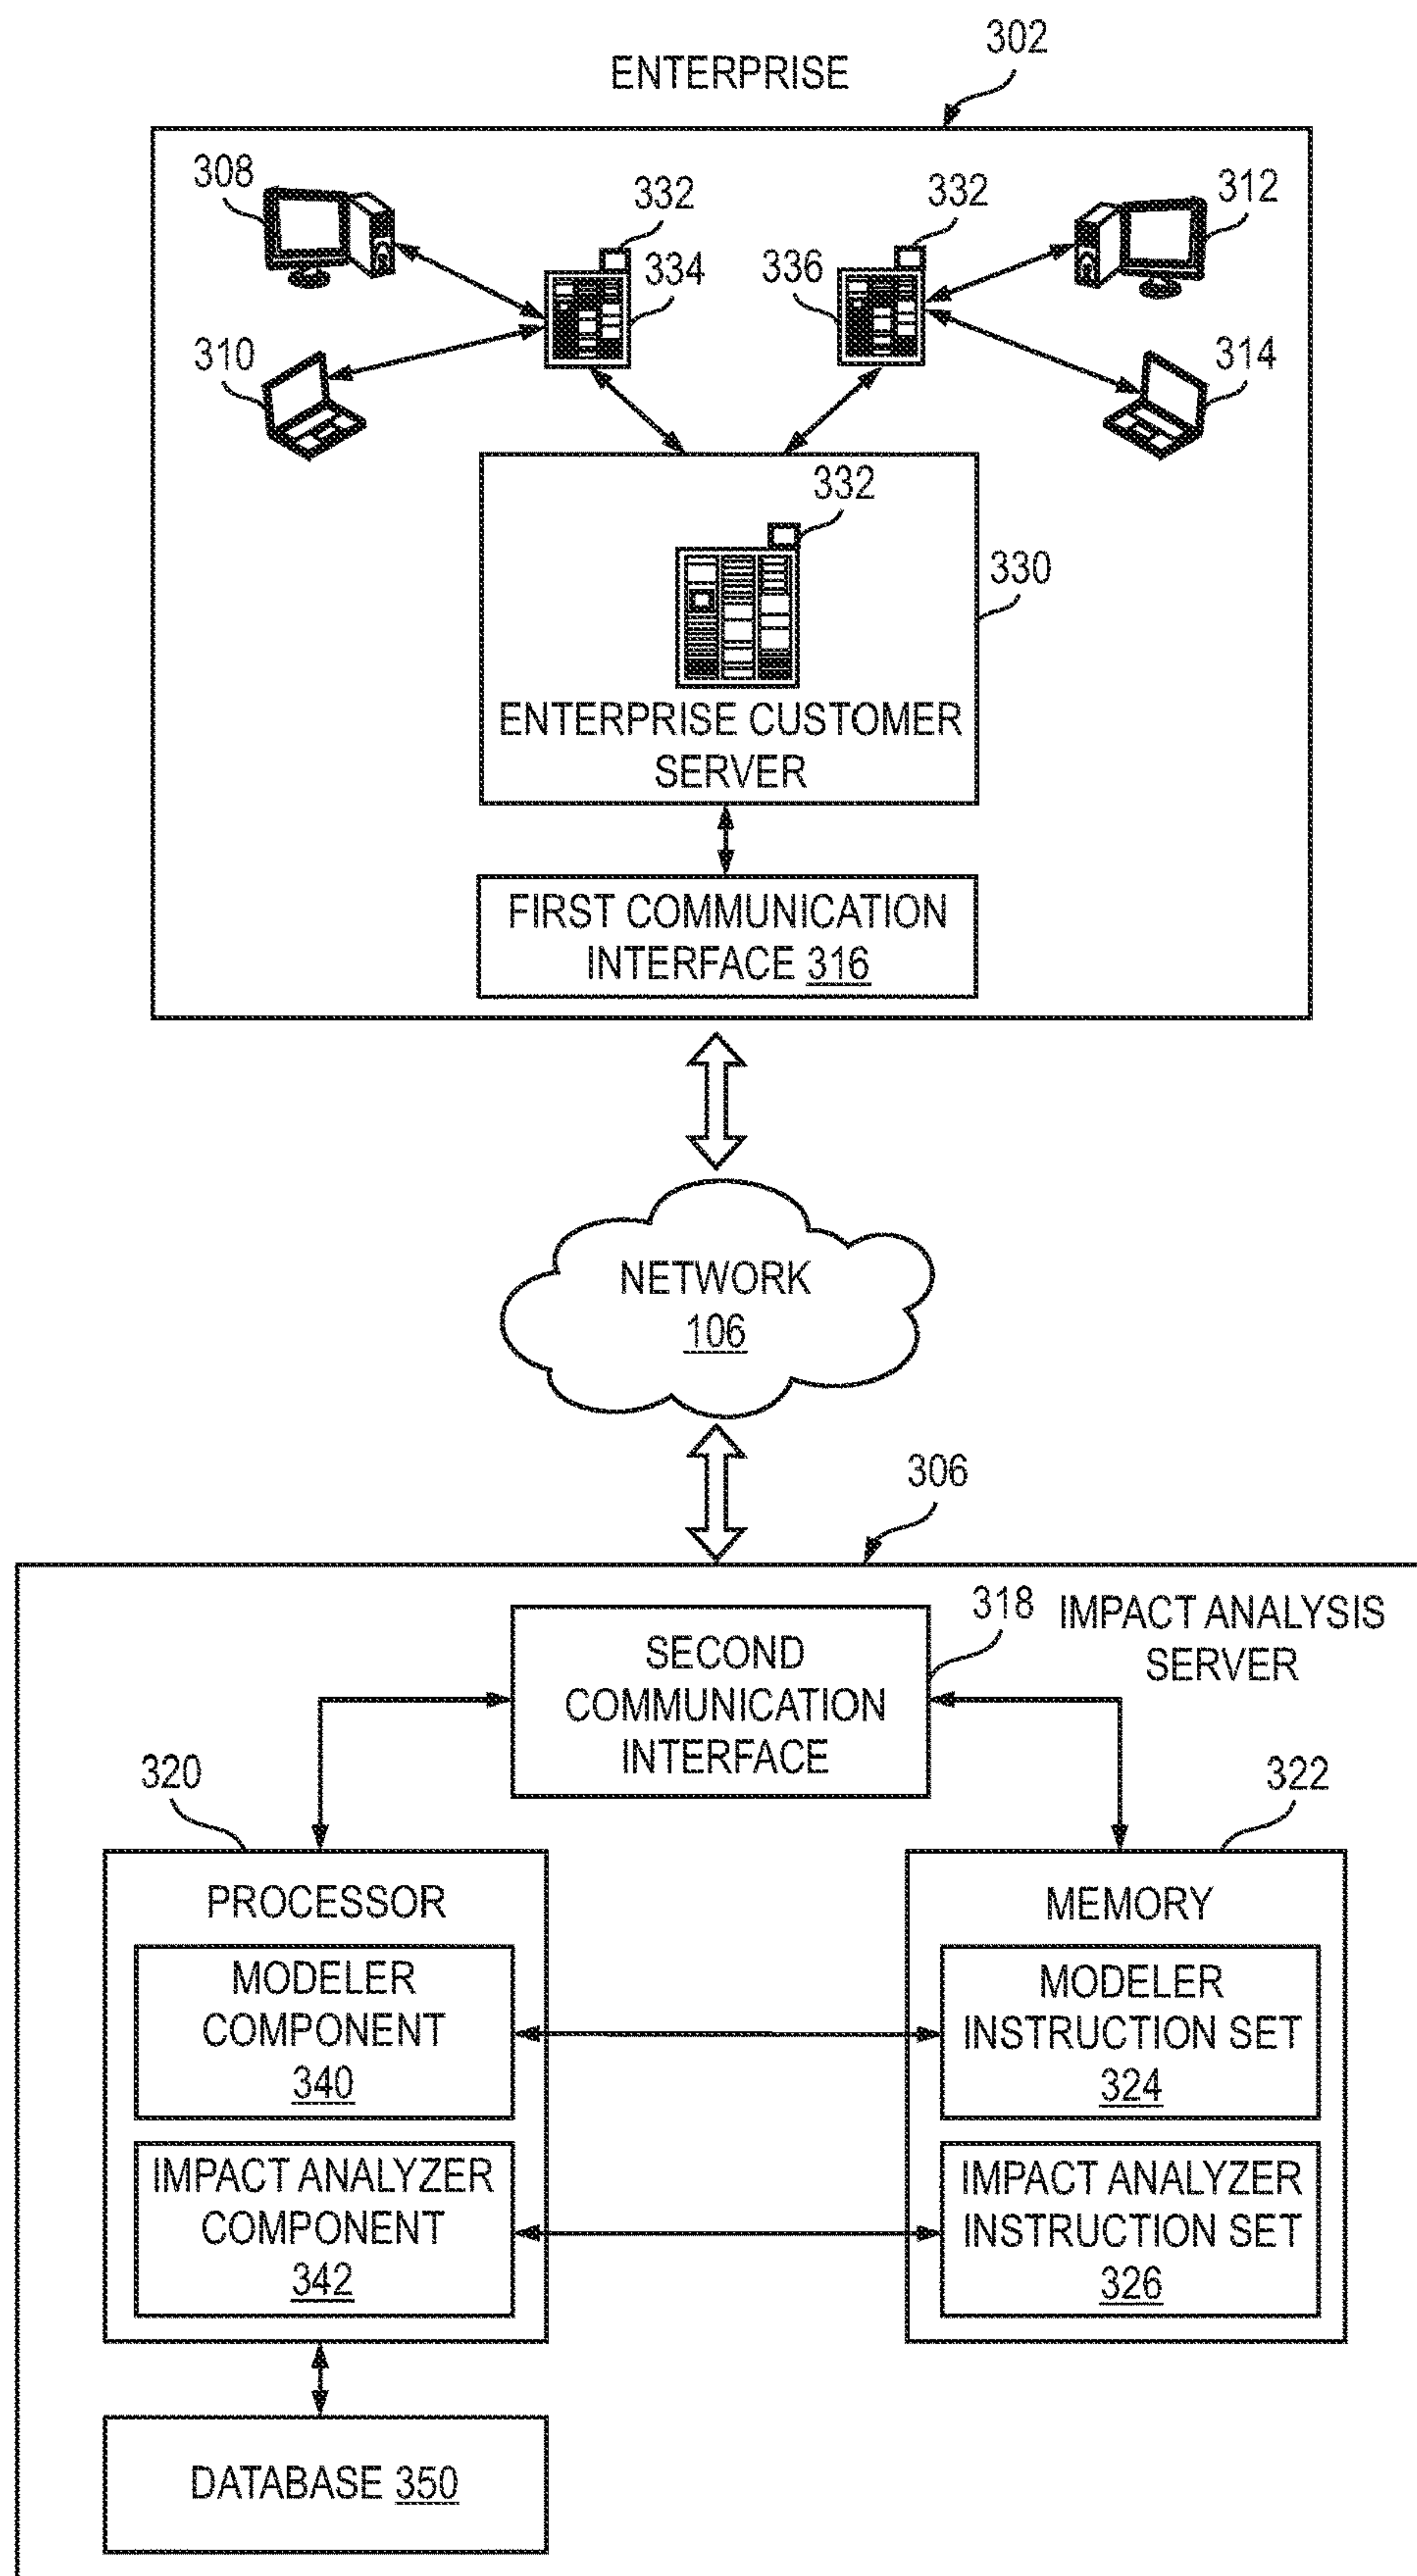 302
ENTERPRISE
308
332
332
312
334
336
310
314
332
330
ENTERPRISE CUSTOMER
SERVER
FIRST COMMUNICATION
INTERFACE 316
NETWORK
106
306
318
IMPACT ANALYSIS
SERVER
SECOND
COMMUNICATION
INTERFACE
320
322
PROCESSOR
MEMORY
MODELER
COMPONENT
340
MODELER
INSTRUCTION SET
324
IMPACT ANALYZER
COMPONENT
342
IMPACT ANALYZER
INSTRUCTION SET
326
DATABASE 350